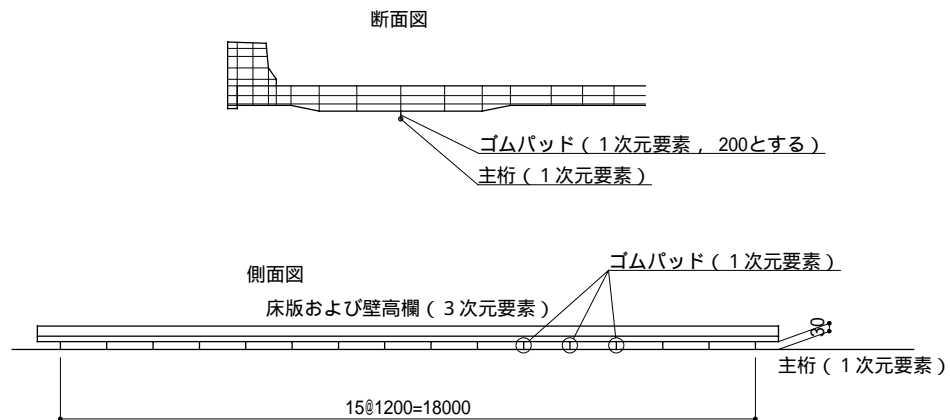 断面図
ゴムパッド（１次元要素，200とする）
主桁（１次元要素）
側面図
ゴムパッド（１次元要素）
床版および壁高欄（３次元要素）
30
主桁（１次元要素）
15@1200=18000